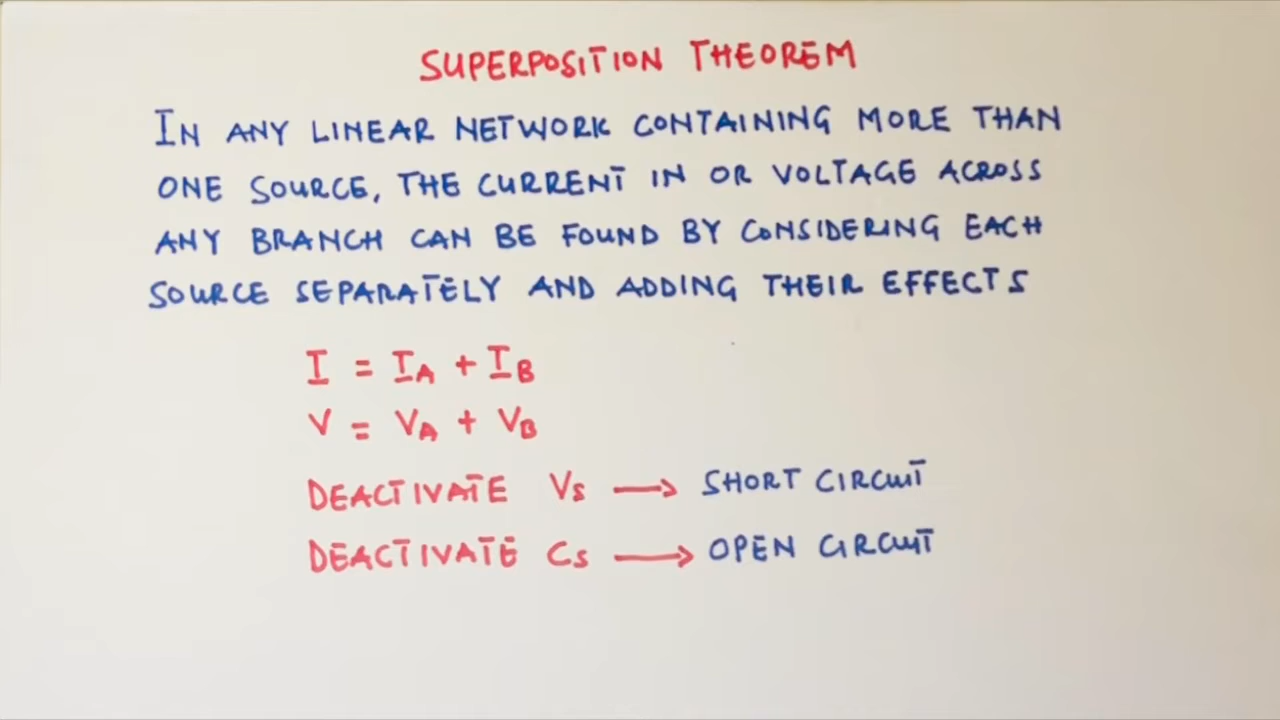 SUPERPOSITION THEOREM
IN ANY LINEAR NETWORK CONTAINING MORE THAN
ONE SOURCE, THE CURRENT IN OR VOLTAGE ACROSS
ANY BRANCH CAN BE FOUND BY CONSIDERING EACH
SOURCE SEPARATELY AND ADDING THEIR EFFECTS
I = IA + IB
V = VA + VB
DEACTIVATE Vs → SHORT CIRCUIT
DEACTIVATE Cs → OPEN CIRCUIT